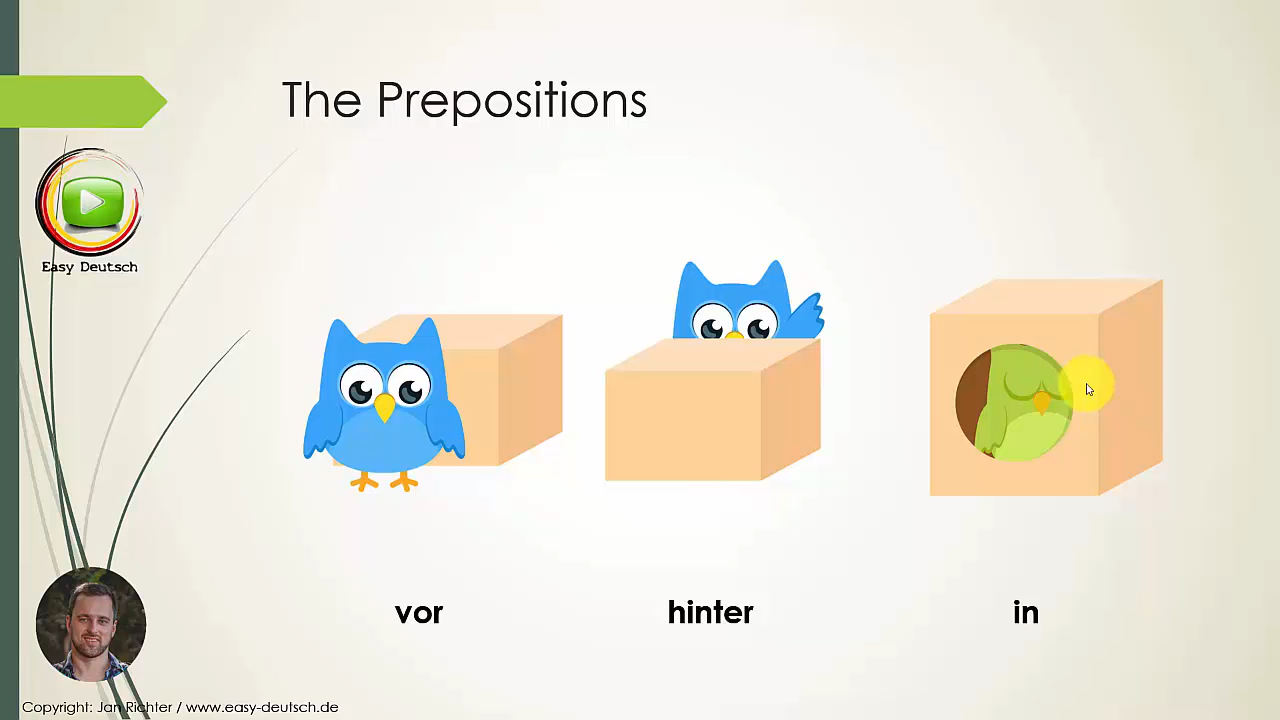 The Prepositions
Easy Deutsch
vor
hinter
in
Copyright: Jan Richter / www.easy-deutsch.de